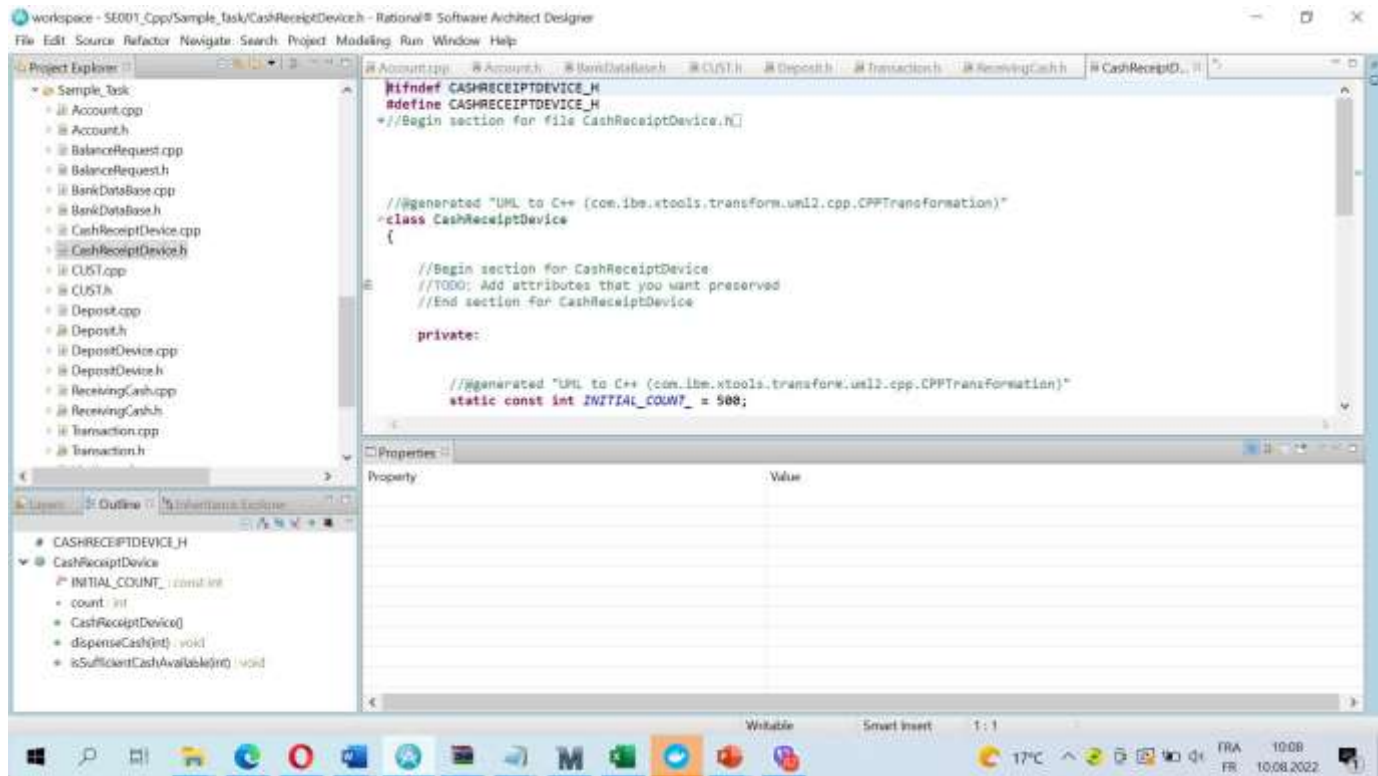 workspace - SE001_Cpp/Sample_Task/CashReceiptDevice.h - Rational® Software Architect Designer
File Edit Source Refactor Navigate Search Project Modeling Run Window Help
Project Explorer
Sample_Task
Account.cpp
Account.h
BalanceRequest.cpp
BalanceRequest.h
BankDataBase.cpp
BankDataBase.h
CashReceiptDevice.cpp
CashReceiptDevice.h
CUST.cpp
CUST.h
Deposit.cpp
Deposit.h
DepositDevice.cpp
DepositDevice.h
ReceivingCash.cpp
ReceivingCash.h
Transaction.cpp
Transaction.h
Account.cpp Account.h BankDataBase.h CUST.h Deposit.h Transaction.h ReceivingCash.h CashReceiptD...
#ifndef CASHRECEIPTDEVICE_H
#define CASHRECEIPTDEVICE_H
//Begin section for file CashReceiptDevice.h
//@generated "UML to C++ (com.ibm.xtools.transform.uml2.cpp.CPPTransformation)"
class CashReceiptDevice
{
//Begin section for CashReceiptDevice
//TODO: Add attributes that you want preserved
//End section for CashReceiptDevice
private:
//@generated "UML to C++ (com.ibm.xtools.transform.uml2.cpp.CPPTransformation)"
static const int INITIAL_COUNT_ = 500;
Properties
Property Value
Layers Outline Inheritance Explorer
# CASHRECEIPTDEVICE_H
CashReceiptDevice
INITIAL_COUNT_ : const int
count : int
CashReceiptDevice()
dispenseCash(int) : void
isSufficientCashAvailable(int) : void
Writable Smart Insert 1 : 1
17°C FRA 10:08
FR 10.08.2022